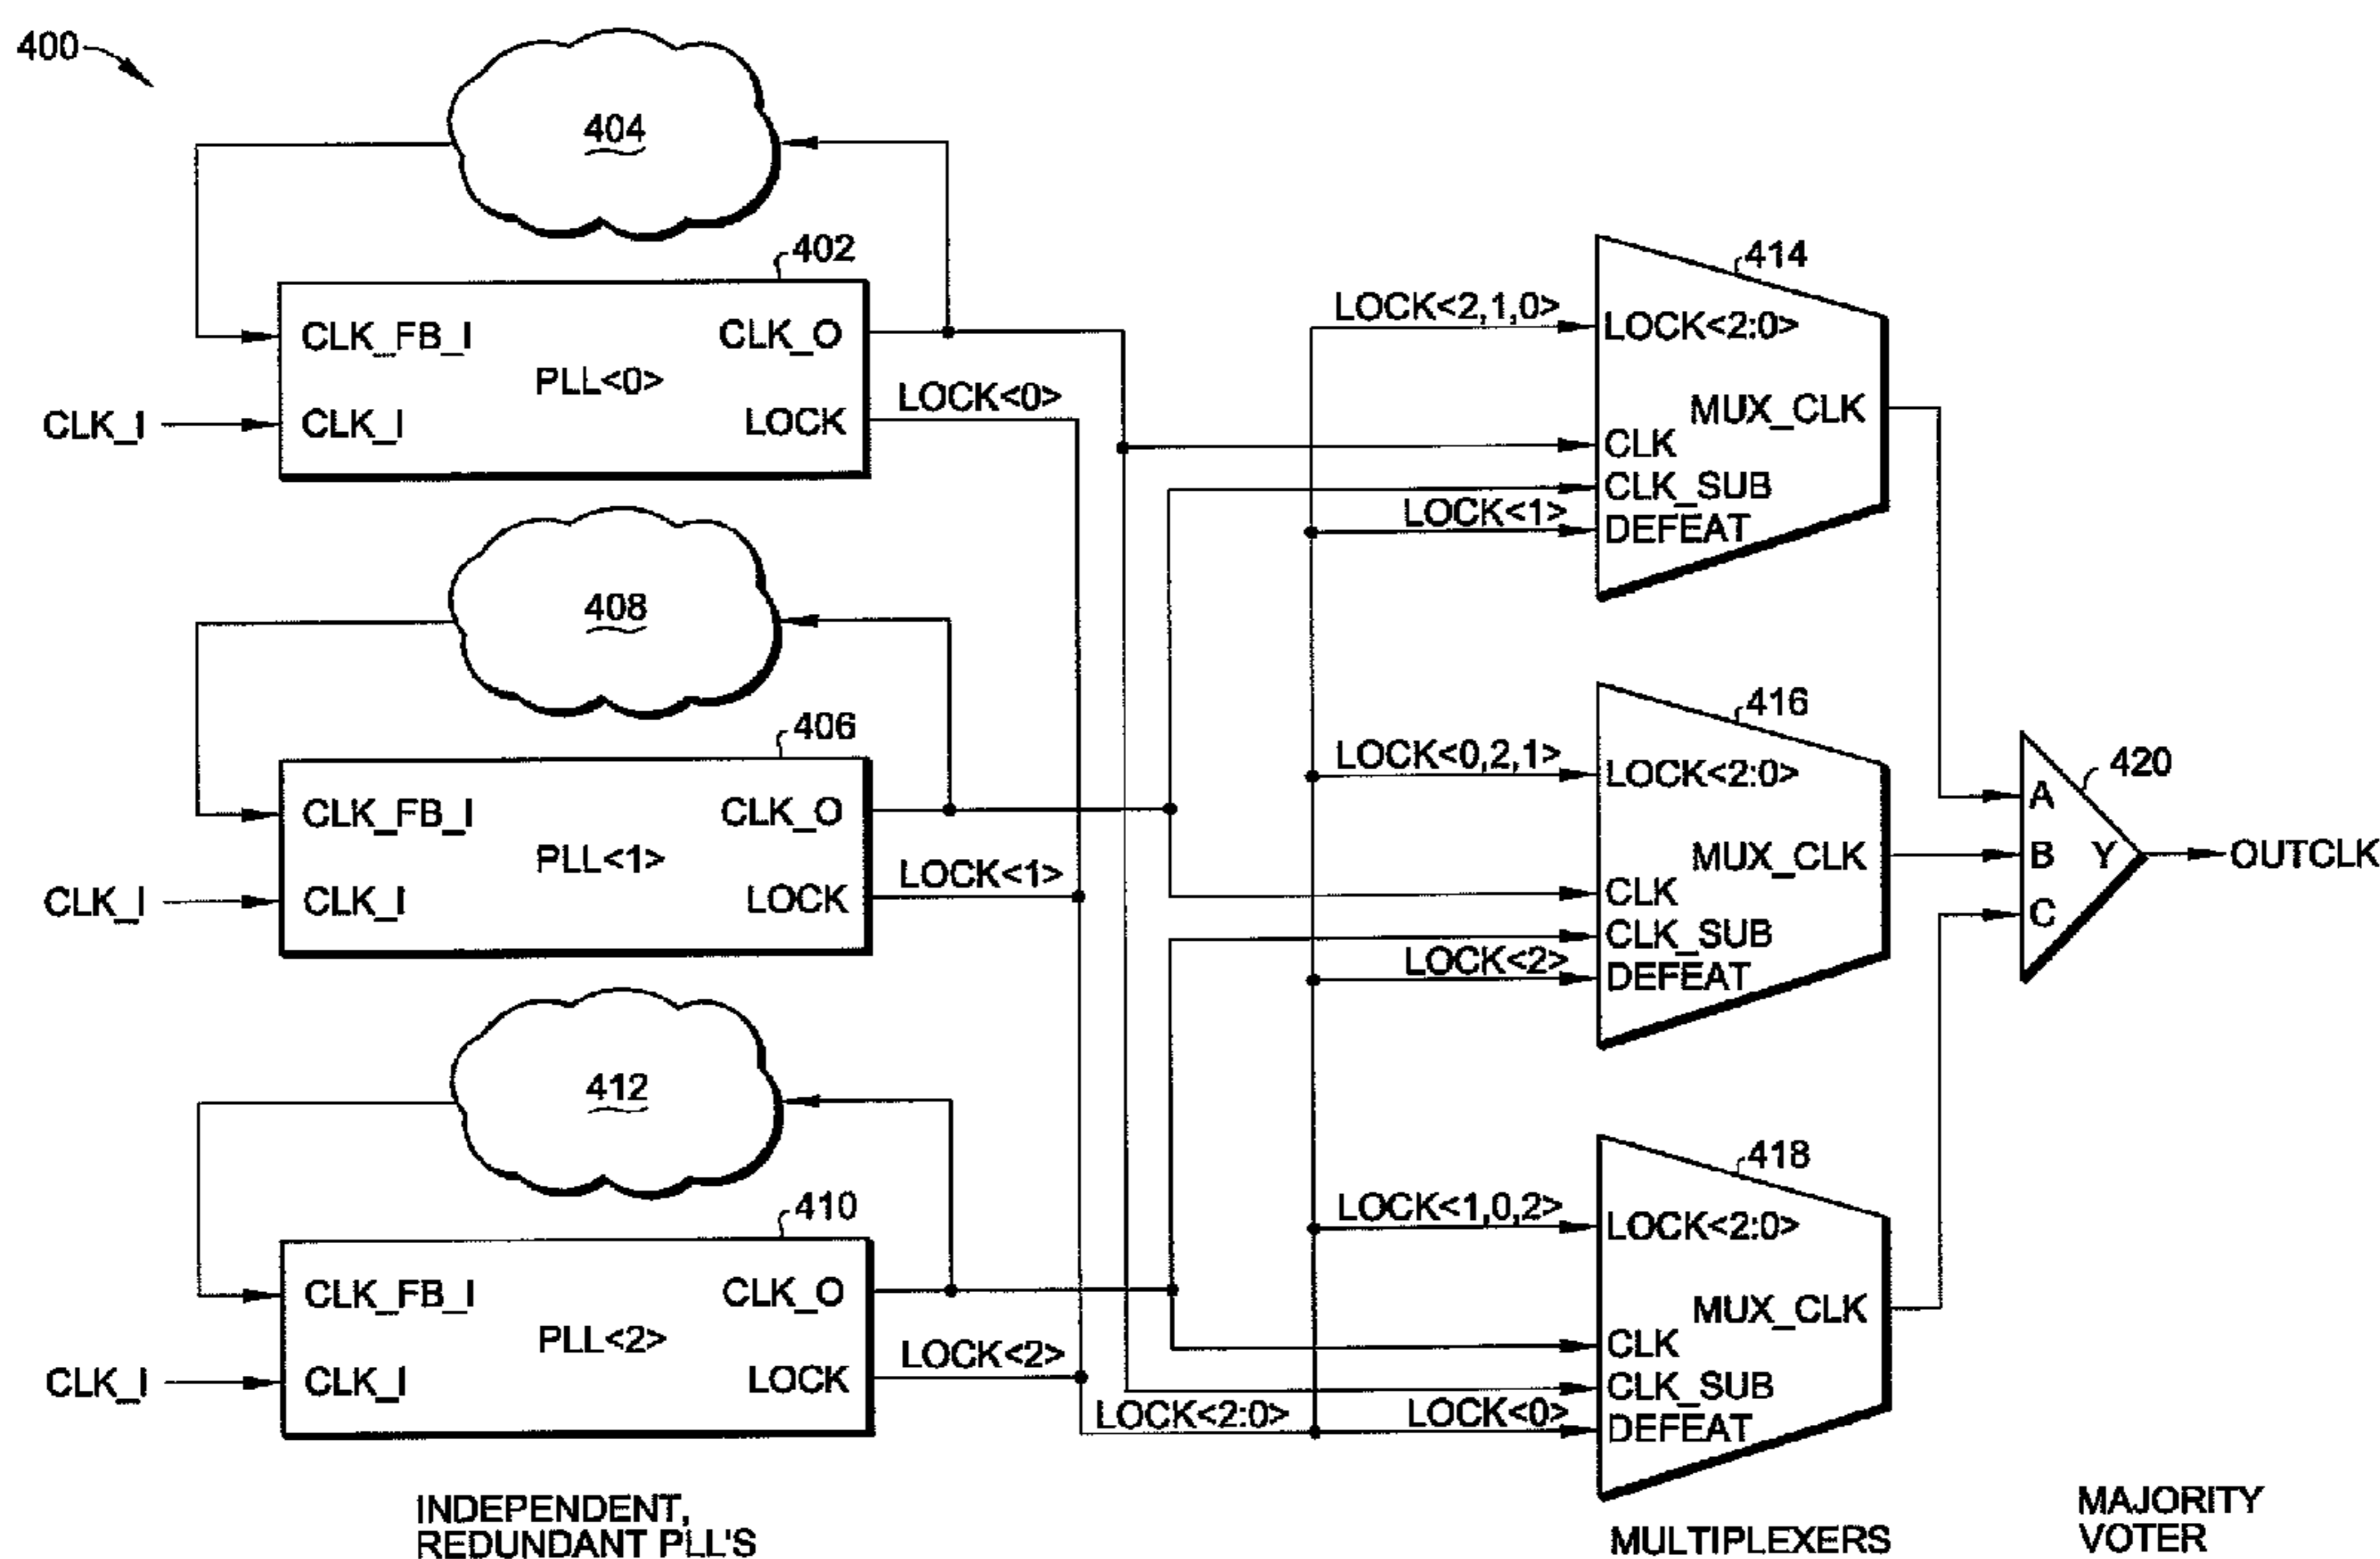 400
404
402
CLK_FB_I
CLK_O
PLL<0>
LOCK<0>
CLK_I
CLK_I
LOCK
408
406
CLK_FB_I
CLK_O
PLL<1>
LOCK<1>
CLK_I
CLK_I
LOCK
412
410
CLK_FB_I
CLK_O
PLL<2>
LOCK<2>
CLK_I
CLK_I
LOCK
LOCK<2:0>
414
LOCK<2,1,0>
LOCK<2:0>
MUX_CLK
CLK
CLK_SUB
LOCK<1>
DEFEAT
416
LOCK<0,2,1>
LOCK<2:0>
MUX_CLK
CLK
CLK_SUB
LOCK<2>
DEFEAT
418
LOCK<1,0,2>
LOCK<2:0>
MUX_CLK
CLK
CLK_SUB
LOCK<0>
DEFEAT
420
A
B
Y
OUTCLK
C
INDEPENDENT,
REDUNDANT PLL'S
MULTIPLEXERS
MAJORITY
VOTER